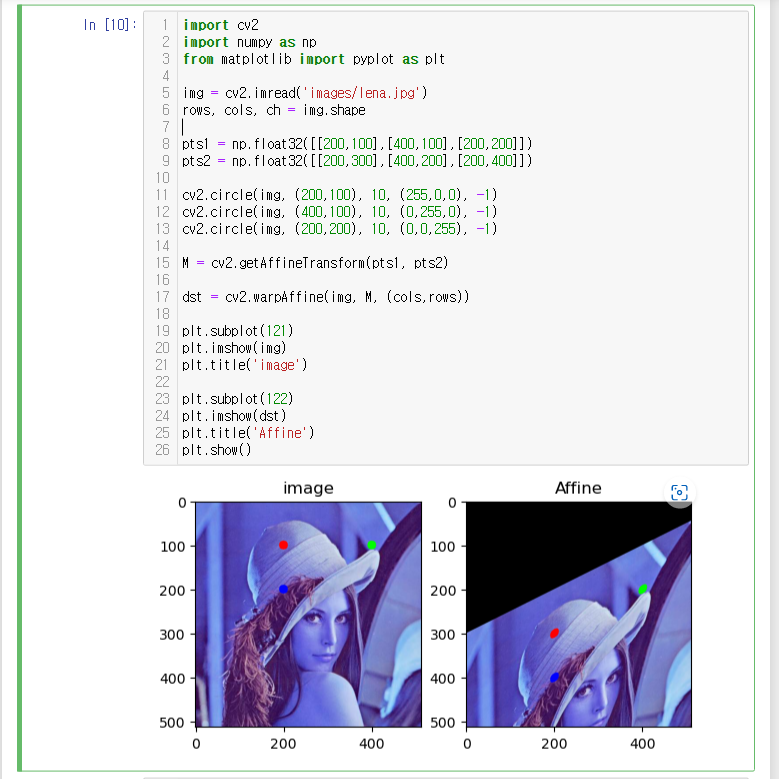 In [10]:
1 import cv2
2 import numpy as np
3 from matplotlib import pyplot as plt
4
5 img = cv2.imread('images/lena.jpg')
6 rows, cols, ch = img.shape
7
8 pts1 = np.float32([[200,100],[400,100],[200,200]])
9 pts2 = np.float32([[200,300],[400,200],[200,400]])
10
11 cv2.circle(img, (200,100), 10, (255,0,0), -1)
12 cv2.circle(img, (400,100), 10, (0,255,0), -1)
13 cv2.circle(img, (200,200), 10, (0,0,255), -1)
14
15 M = cv2.getAffineTransform(pts1, pts2)
16
17 dst = cv2.warpAffine(img, M, (cols,rows))
18
19 plt.subplot(121)
20 plt.imshow(img)
21 plt.title('image')
22
23 plt.subplot(122)
24 plt.imshow(dst)
25 plt.title('Affine')
26 plt.show()
image
0
100
200
300
400
500
0 200 400
Affine
0
100
200
300
400
500
0 200 400